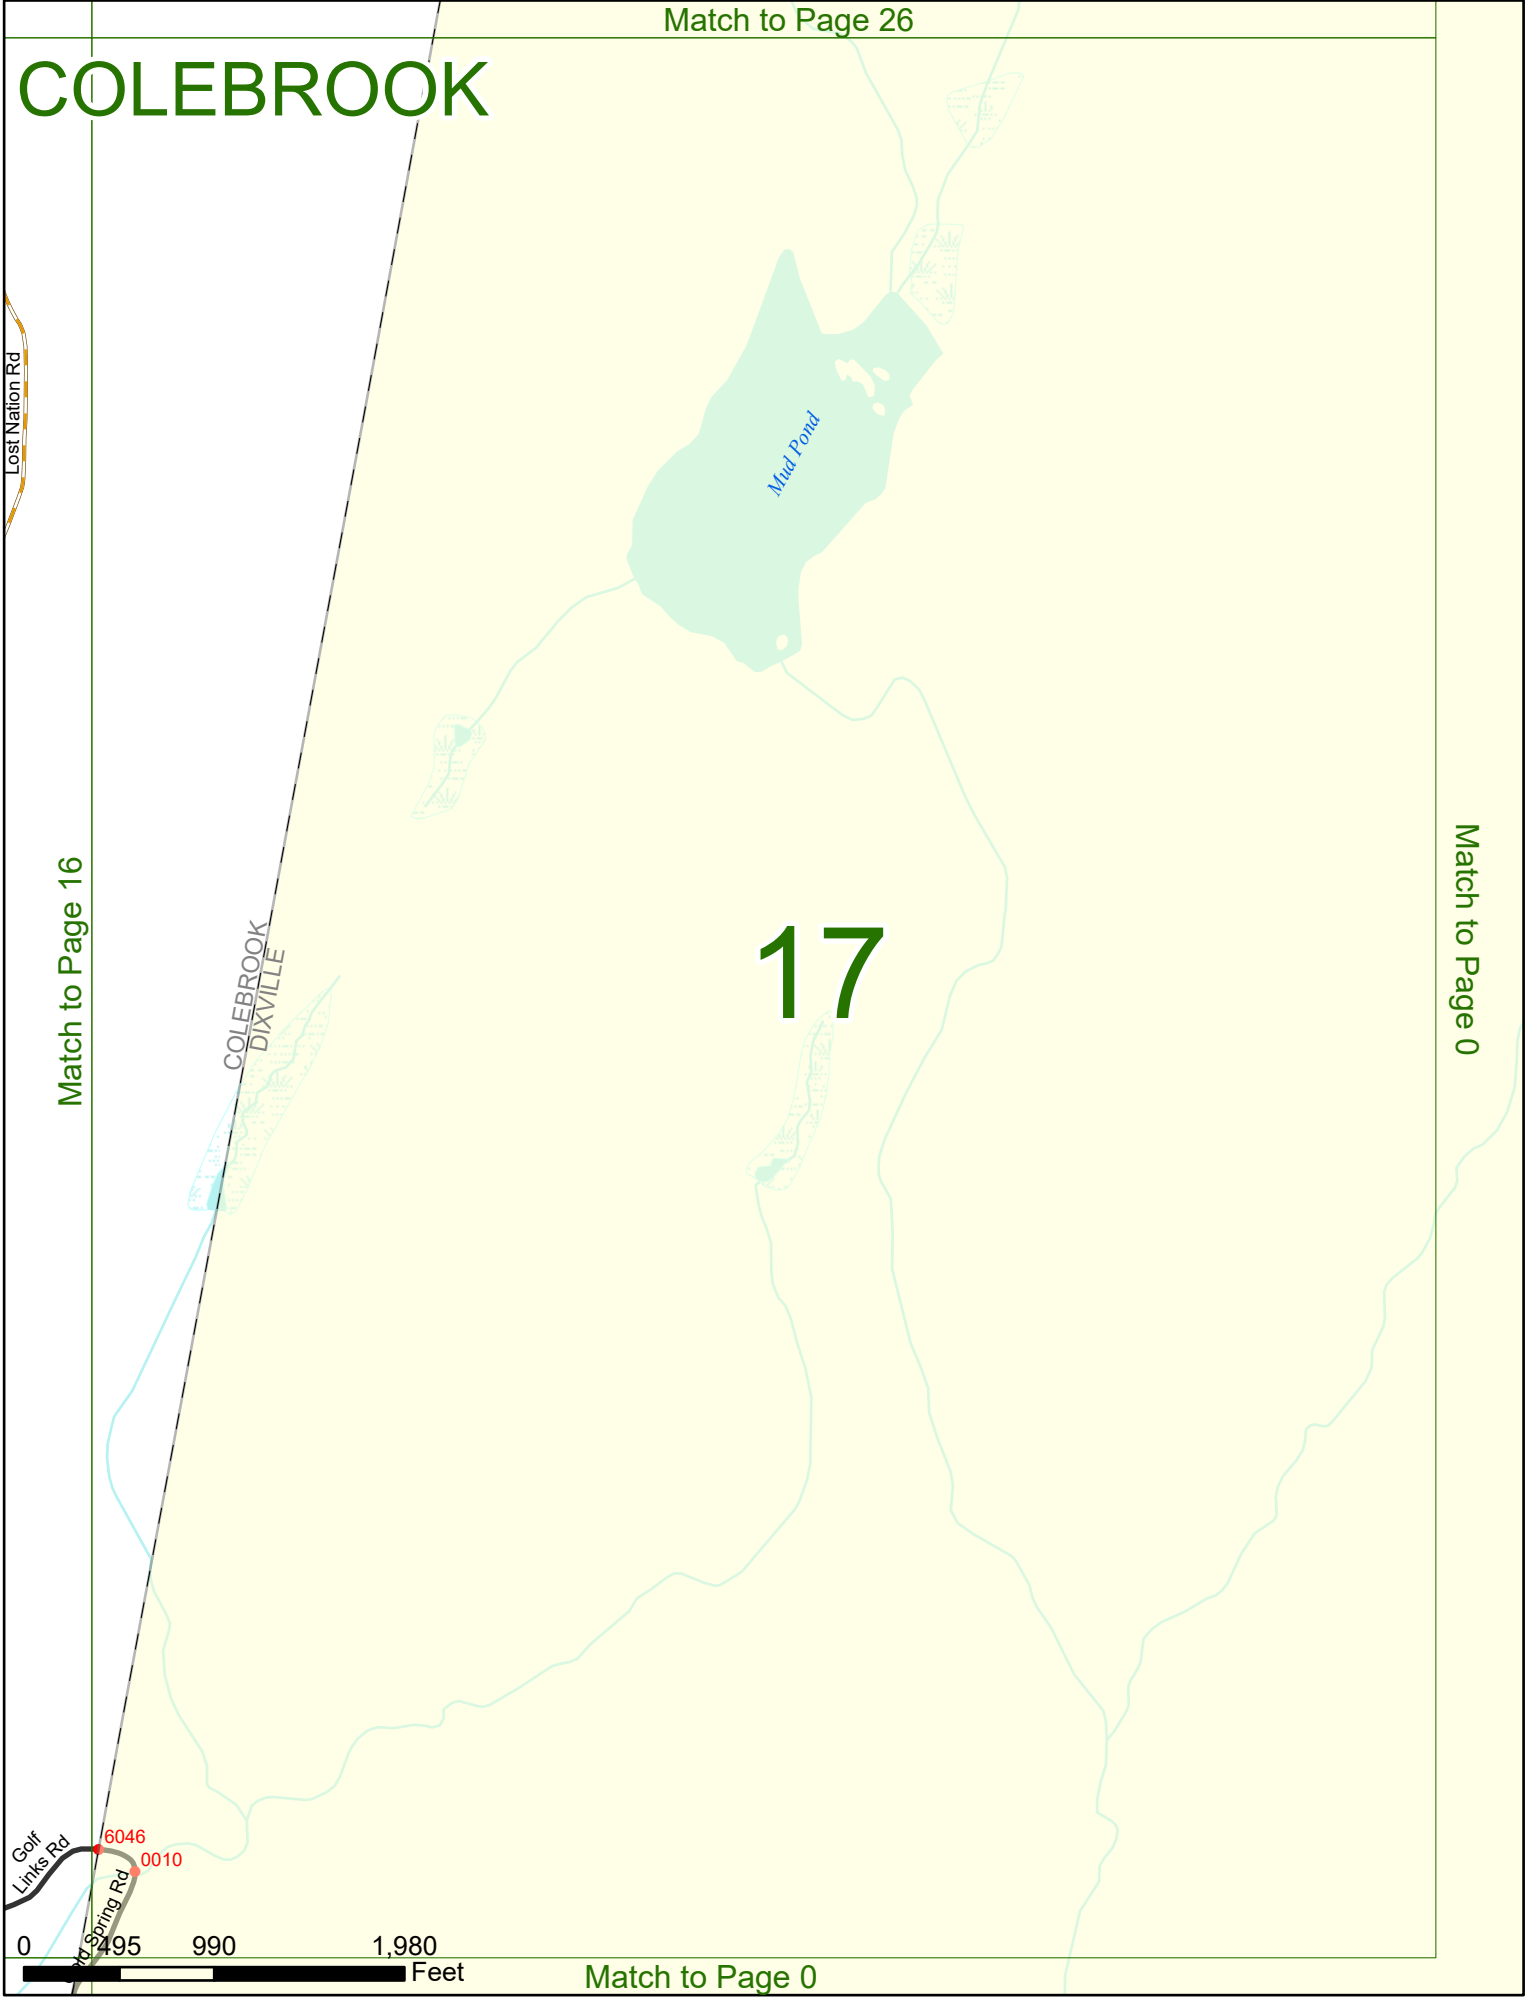 Match to Page 26
COLEBROOK
Lost Nation Rd
Mud Pond
Match to Page 16
Match to Page 0
COLEBROOK
DIXVILLE
17
Golf
Links Rd
6046
0010
Spring Rd
0 495 990 1,980
Feet
Match to Page 0